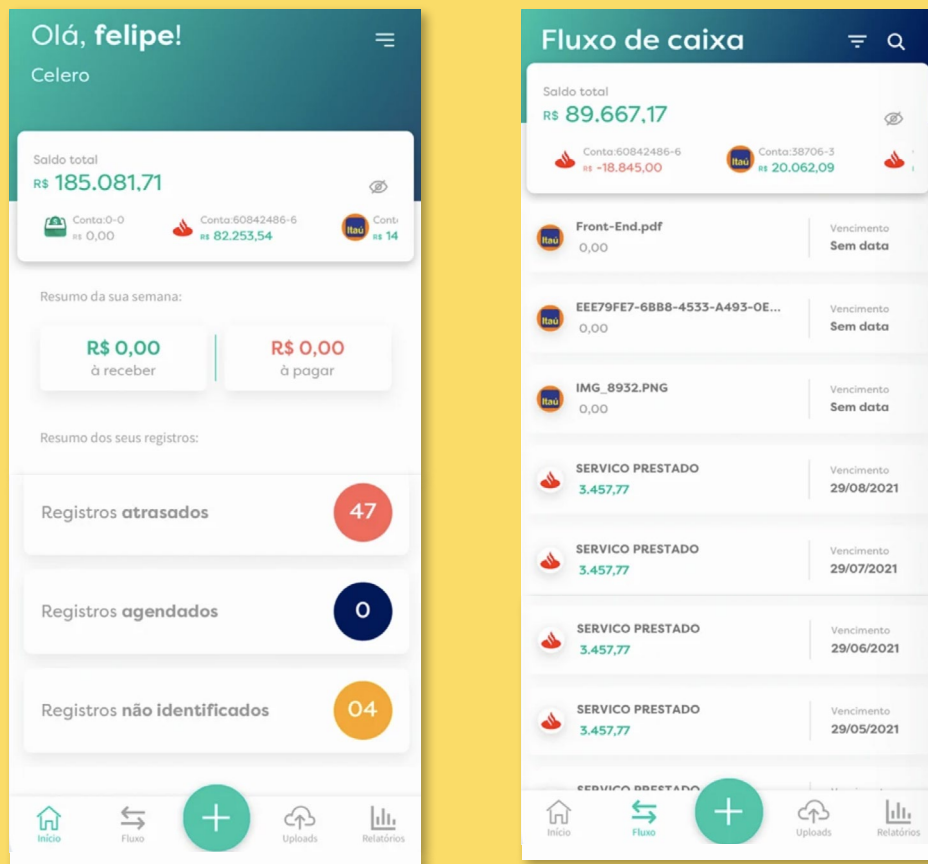 Olá, felipe!
Celero
Saldo total
R$ 185.081,71
Conta:0-0
R$ 0,00
Conta:60842486-6
R$ 82.253,54
Itaú
Conta
R$ 14
Resumo da sua semana:
R$ 0,00
à receber
R$ 0,00
à pagar
Resumo dos seus registros:
Registros atrasados
47
Registros agendados
0
Registros não identificados
04
Início
Fluxo
+
Uploads
Relatórios
Fluxo de caixa
Saldo total
R$ 89.667,17
Conta:60842486-6
R$ -18.845,00
Itaú
Conta:38706-3
R$ 20.062,09
Itaú
Front-End.pdf
0,00
Vencimento
Sem data
Itaú
EEE79FE7-6BB8-4533-A493-0E...
0,00
Vencimento
Sem data
Itaú
IMG_8932.PNG
0,00
Vencimento
Sem data
SERVICO PRESTADO
3.457,77
Vencimento
29/08/2021
SERVICO PRESTADO
3.457,77
Vencimento
29/07/2021
SERVICO PRESTADO
3.457,77
Vencimento
29/06/2021
SERVICO PRESTADO
3.457,77
Vencimento
29/05/2021
SERVICO PRESTADO
Início
Fluxo
+
Uploads
Relatórios